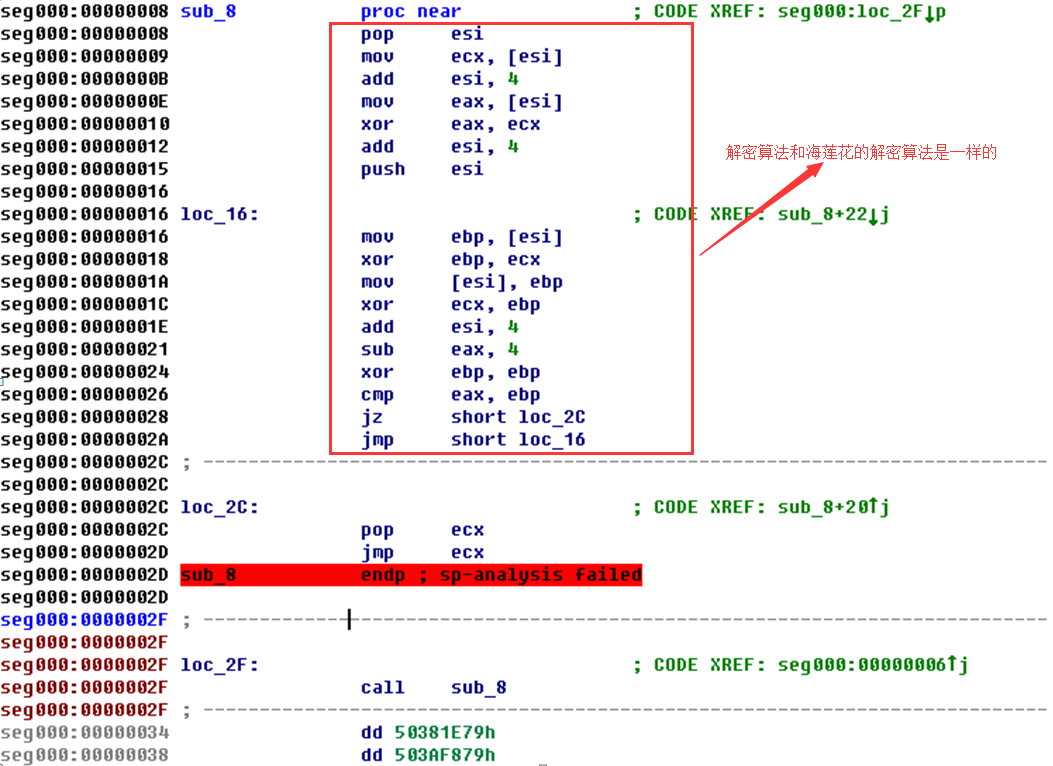 seg000:00000008 sub_8 proc near ; CODE XREF: seg000:loc_2F↓p
seg000:00000008 pop esi
seg000:00000009 mov ecx, [esi]
seg000:0000000B add esi, 4
seg000:0000000E mov eax, [esi]
seg000:00000010 xor eax, ecx
seg000:00000012 add esi, 4
解密算法和海莲花的解密算法是一样的
seg000:00000015 push esi
seg000:00000016
seg000:00000016 loc_16: ; CODE XREF: sub_8+22↓j
seg000:00000016 mov ebp, [esi]
seg000:00000018 xor ebp, ecx
seg000:0000001A mov [esi], ebp
seg000:0000001C xor ecx, ebp
seg000:0000001E add esi, 4
seg000:00000021 sub eax, 4
seg000:00000024 xor ebp, ebp
seg000:00000026 cmp eax, ebp
seg000:00000028 jz short loc_2C
seg000:0000002A jmp short loc_16
seg000:0000002C ; ---------------------------------------------------------------------------
seg000:0000002C
seg000:0000002C loc_2C: ; CODE XREF: sub_8+20↑j
seg000:0000002C pop ecx
seg000:0000002D jmp ecx
seg000:0000002D sub_8 endp ; sp-analysis failed
seg000:0000002D
seg000:0000002F ; ---------------------------------------------------------------------------
seg000:0000002F
seg000:0000002F loc_2F: ; CODE XREF: seg000:00000006↑j
seg000:0000002F call sub_8
seg000:0000002F ; ---------------------------------------------------------------------------
seg000:00000034 dd 50381E79h
seg000:00000038 dd 503AF879h